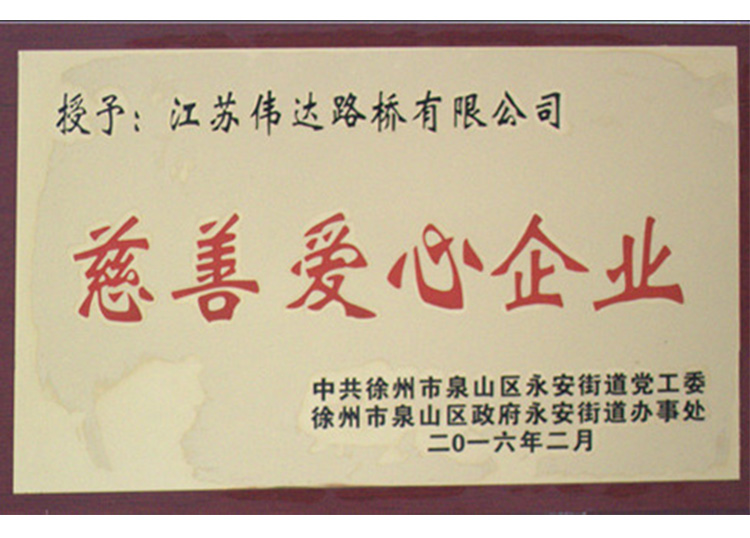 授予：江苏伟达路桥有限公司
慈善爱心企业
中共徐州市泉山区永安街道党工委
徐州市泉山区政府永安街道办事处
二0一六年二月